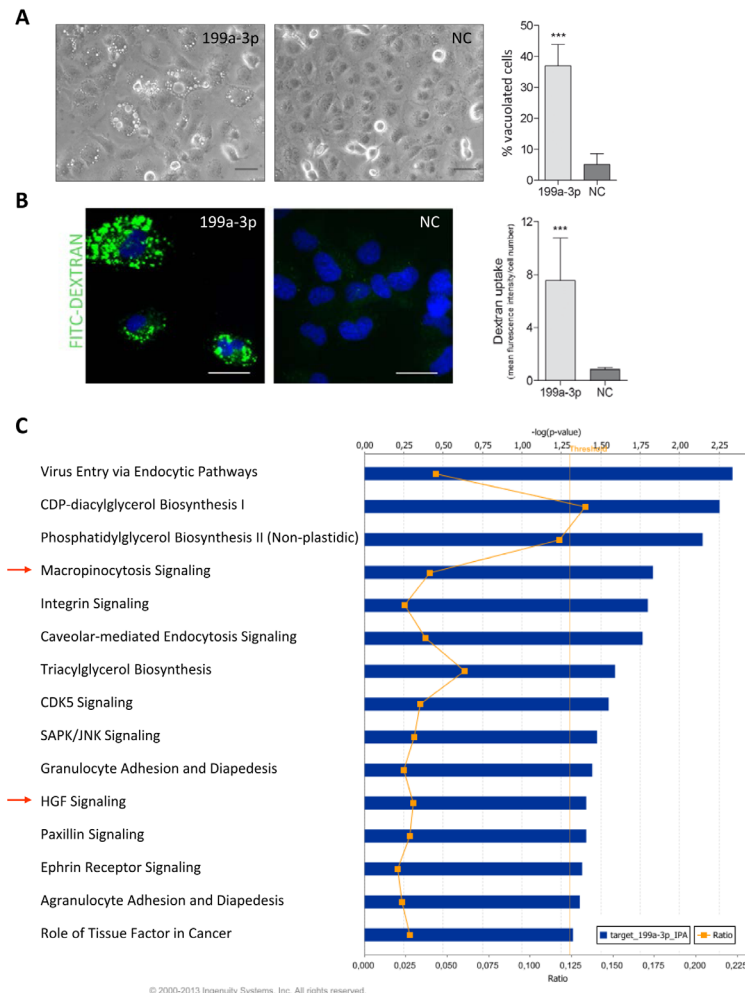 A
199a-3p
NC
% vacuolated cells
50
40
30
20
10
0
***
199a-3p
NC
B
FITC-DEXTRAN
199a-3p
NC
Dextran uptake
(mean flurescence intensity/cell number)
12
8
4
0
***
199a-3p
NC
C
-log(p-value)
0,00 0,25 0,50 0,75 1,00 1,25 1,50 1,75 2,00 2,25
Threshold
Virus Entry via Endocytic Pathways
CDP-diacylglycerol Biosynthesis I
Phosphatidylglycerol Biosynthesis II (Non-plastidic)
Macropinocytosis Signaling
Integrin Signaling
Caveolar-mediated Endocytosis Signaling
Triacylglycerol Biosynthesis
CDK5 Signaling
SAPK/JNK Signaling
Granulocyte Adhesion and Diapedesis
HGF Signaling
Paxillin Signaling
Ephrin Receptor Signaling
Agranulocyte Adhesion and Diapedesis
Role of Tissue Factor in Cancer
target_199a-3p_IPA
Ratio
0,000 0,025 0,050 0,075 0,100 0,125 0,150 0,175 0,200 0,225
Ratio
© 2000-2013 Ingenuity Systems, Inc. All rights reserved.